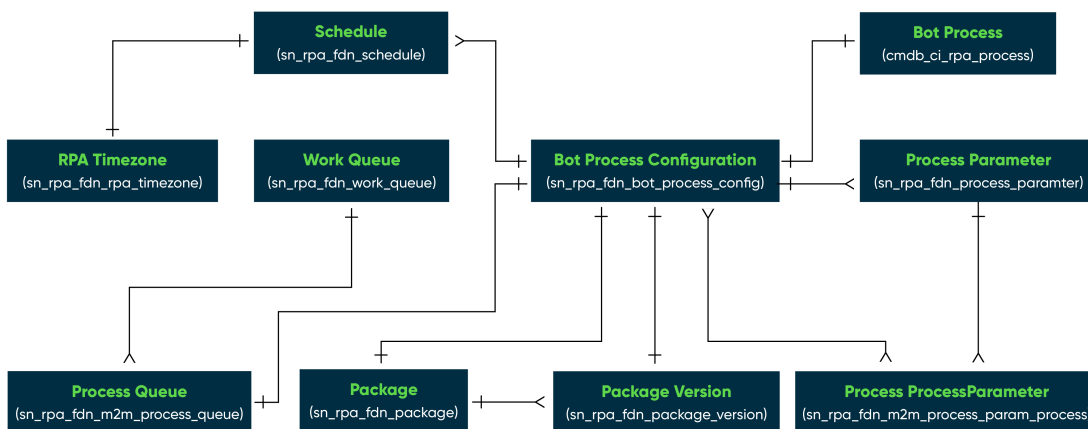 Schedule
(sn_rpa_fdn_schedule)
Bot Process
(cmdb_ci_rpa_process)
RPA Timezone
(sn_rpa_fdn_rpa_timezone)
Work Queue
(sn_rpa_fdn_work_queue)
Bot Process Configuration
(sn_rpa_fdn_bot_process_config)
Process Parameter
(sn_rpa_fdn_process_paramter)
Process Queue
(sn_rpa_fdn_m2m_process_queue)
Package
(sn_rpa_fdn_package)
Package Version
(sn_rpa_fdn_package_version)
Process ProcessParameter
(sn_rpa_fdn_m2m_process_param_process